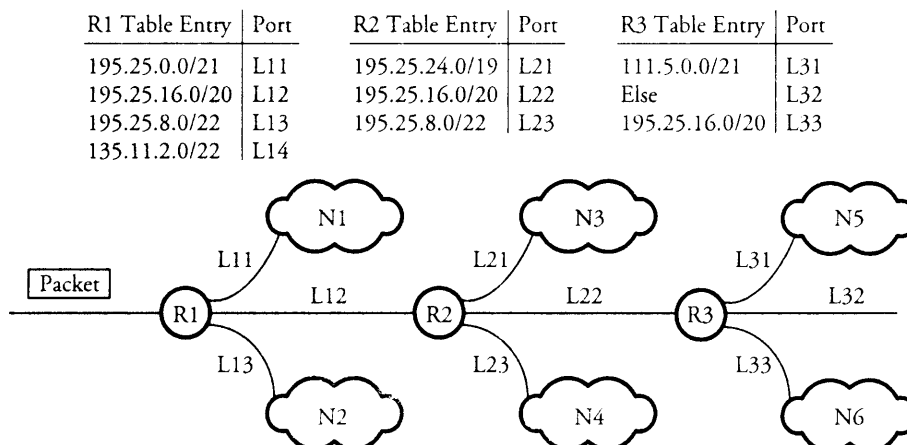 R1 Table Entry Port R2 Table Entry Port R3 Table Entry Port
195.25.0.0/21 L11 195.25.24.0/19 L21 111.5.0.0/21 L31
195.25.16.0/20 L12 195.25.16.0/20 L22 Else L32
195.25.8.0/22 L13 195.25.8.0/22 L23 195.25.16.0/20 L33
135.11.2.0/22 L14
N1 N3 N5
L11 L21 L31
Packet L12 L22 L32
R1 R2 R3
L13 L23 L33
N2 N4 N6